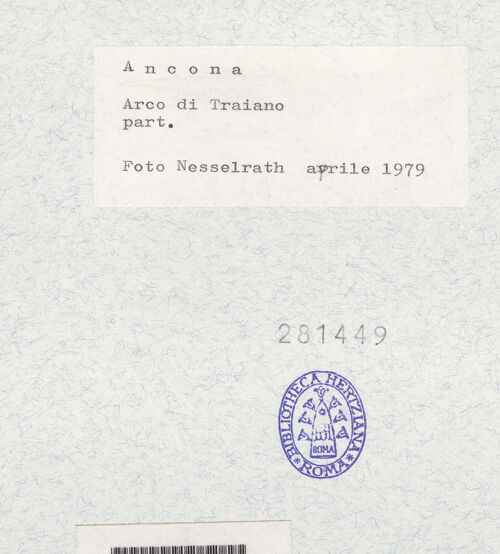 Ancona
Arco di Traiano
part.
Foto Nesselrath aprile 1979
281449
BIBLIOTHECA HERTZIANA
ROMA
ROMA